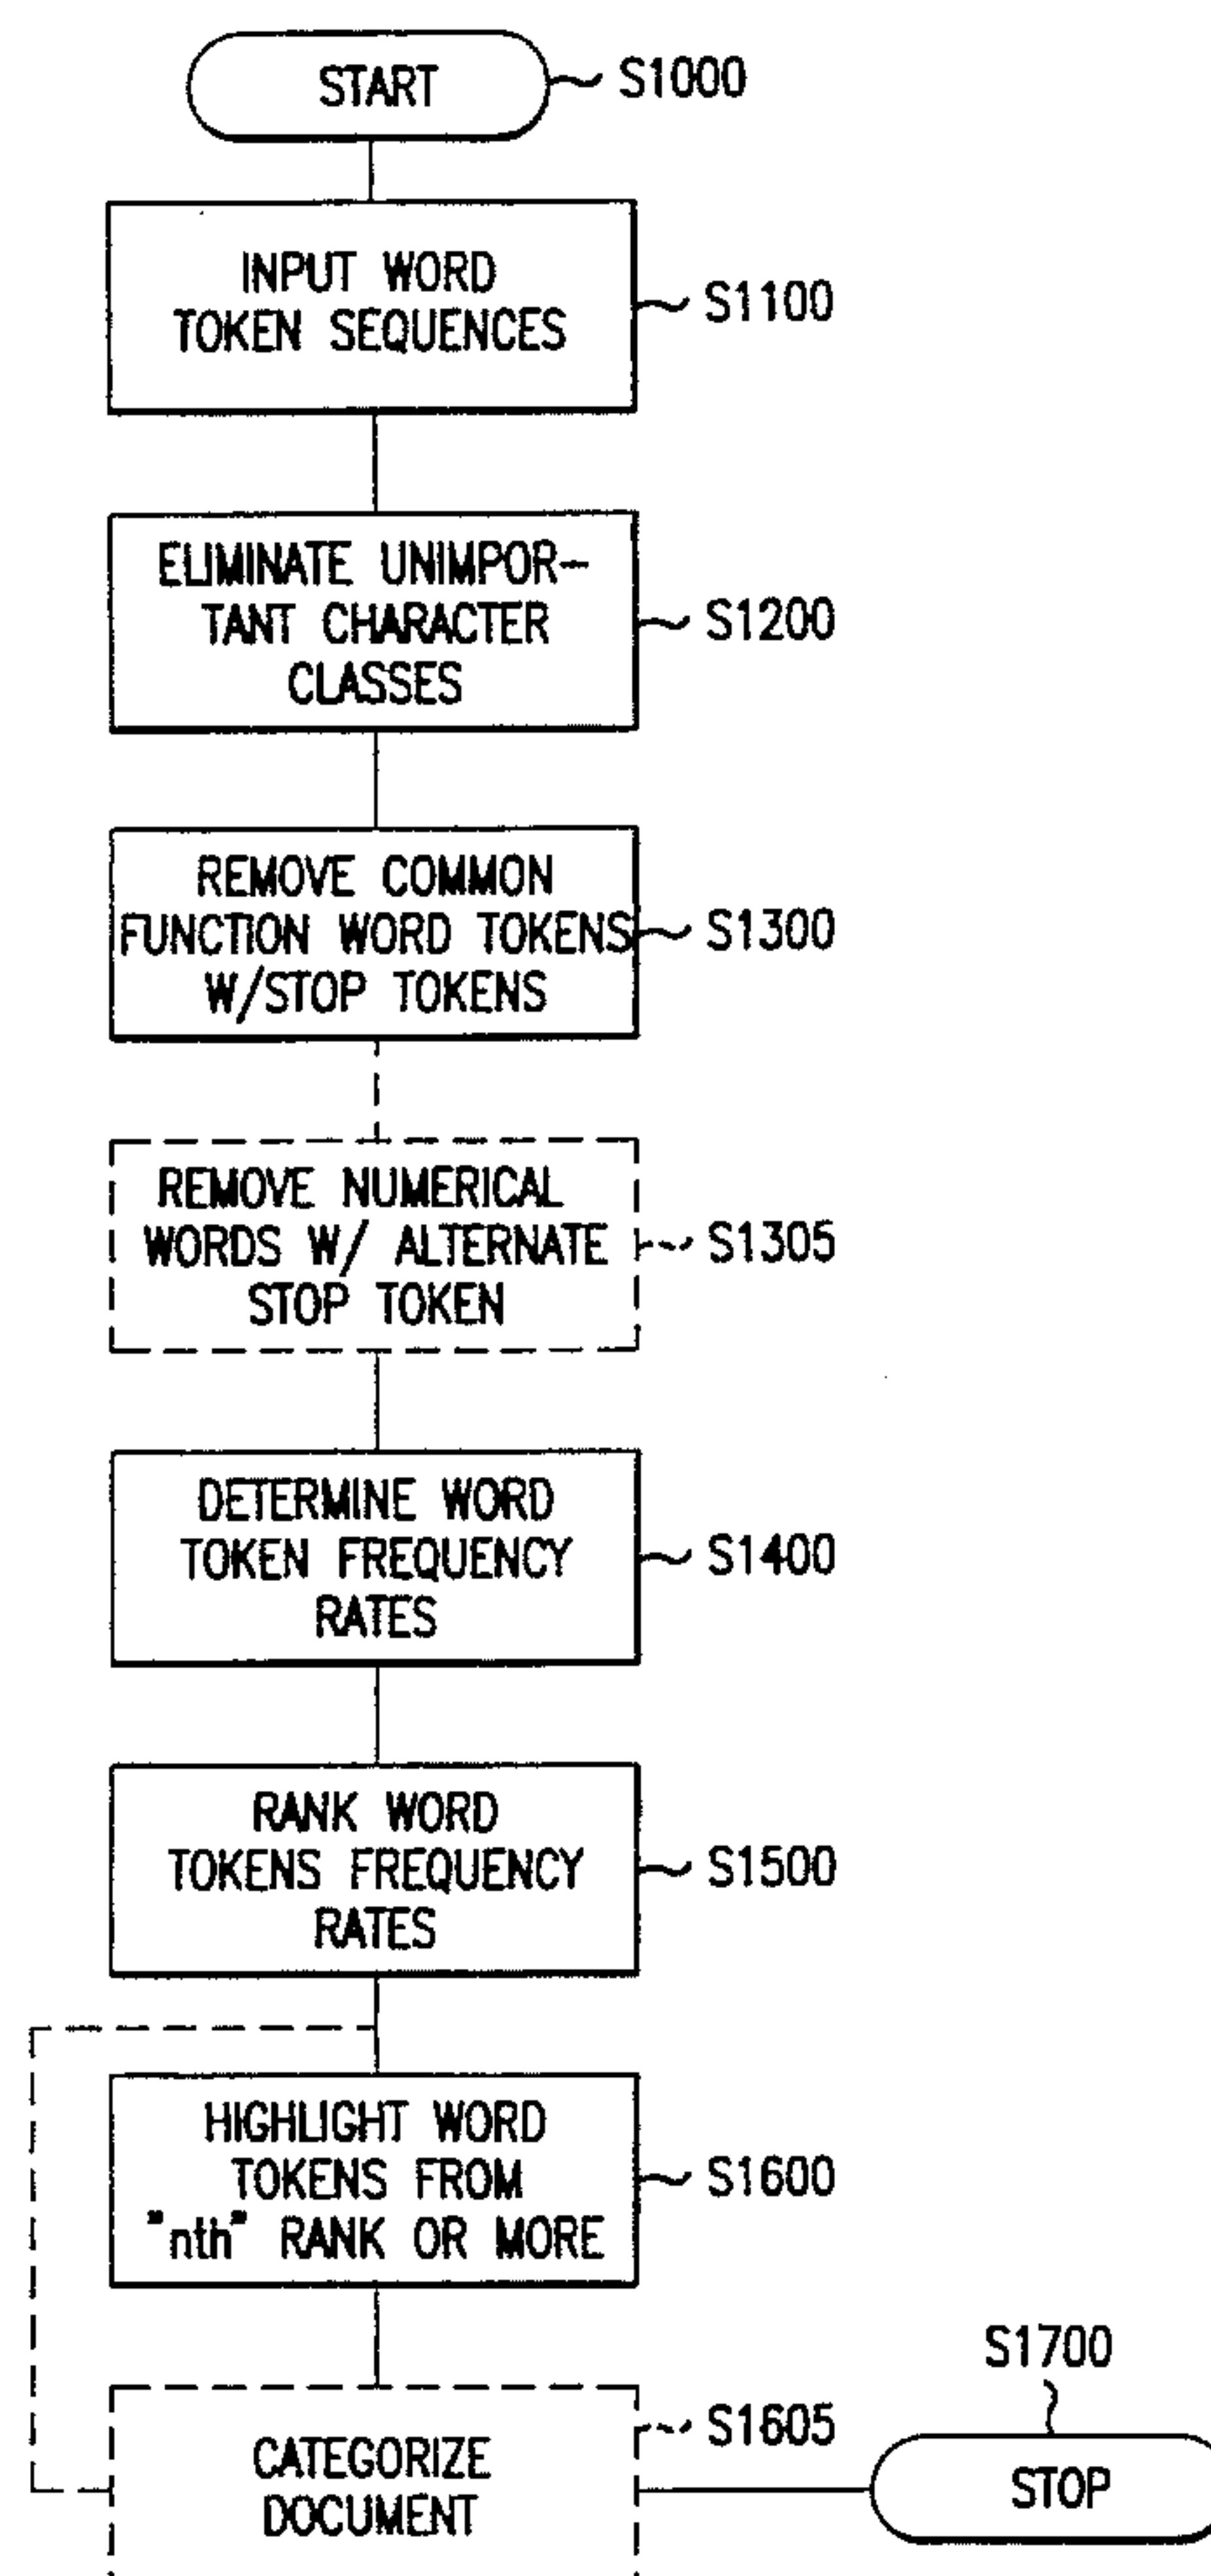 START
S1000
INPUT WORD
TOKEN SEQUENCES
S1100
ELIMINATE UNIMPOR-
TANT CHARACTER
CLASSES
S1200
REMOVE COMMON
FUNCTION WORD TOKENS
W/STOP TOKENS
S1300
REMOVE NUMERICAL
WORDS W/ ALTERNATE
STOP TOKEN
S1305
DETERMINE WORD
TOKEN FREQUENCY
RATES
S1400
RANK WORD
TOKENS FREQUENCY
RATES
S1500
HIGHLIGHT WORD
TOKENS FROM
"nth" RANK OR MORE
S1600
CATEGORIZE
DOCUMENT
S1605
S1700
STOP